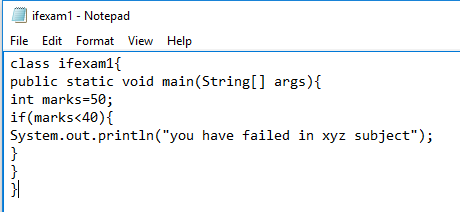 ifexam1 - Notepad
File Edit Format View Help
class ifexam1{
public static void main(String[] args){
int marks=50;
if(marks<40){
System.out.println("you have failed in xyz subject");
}
}
}